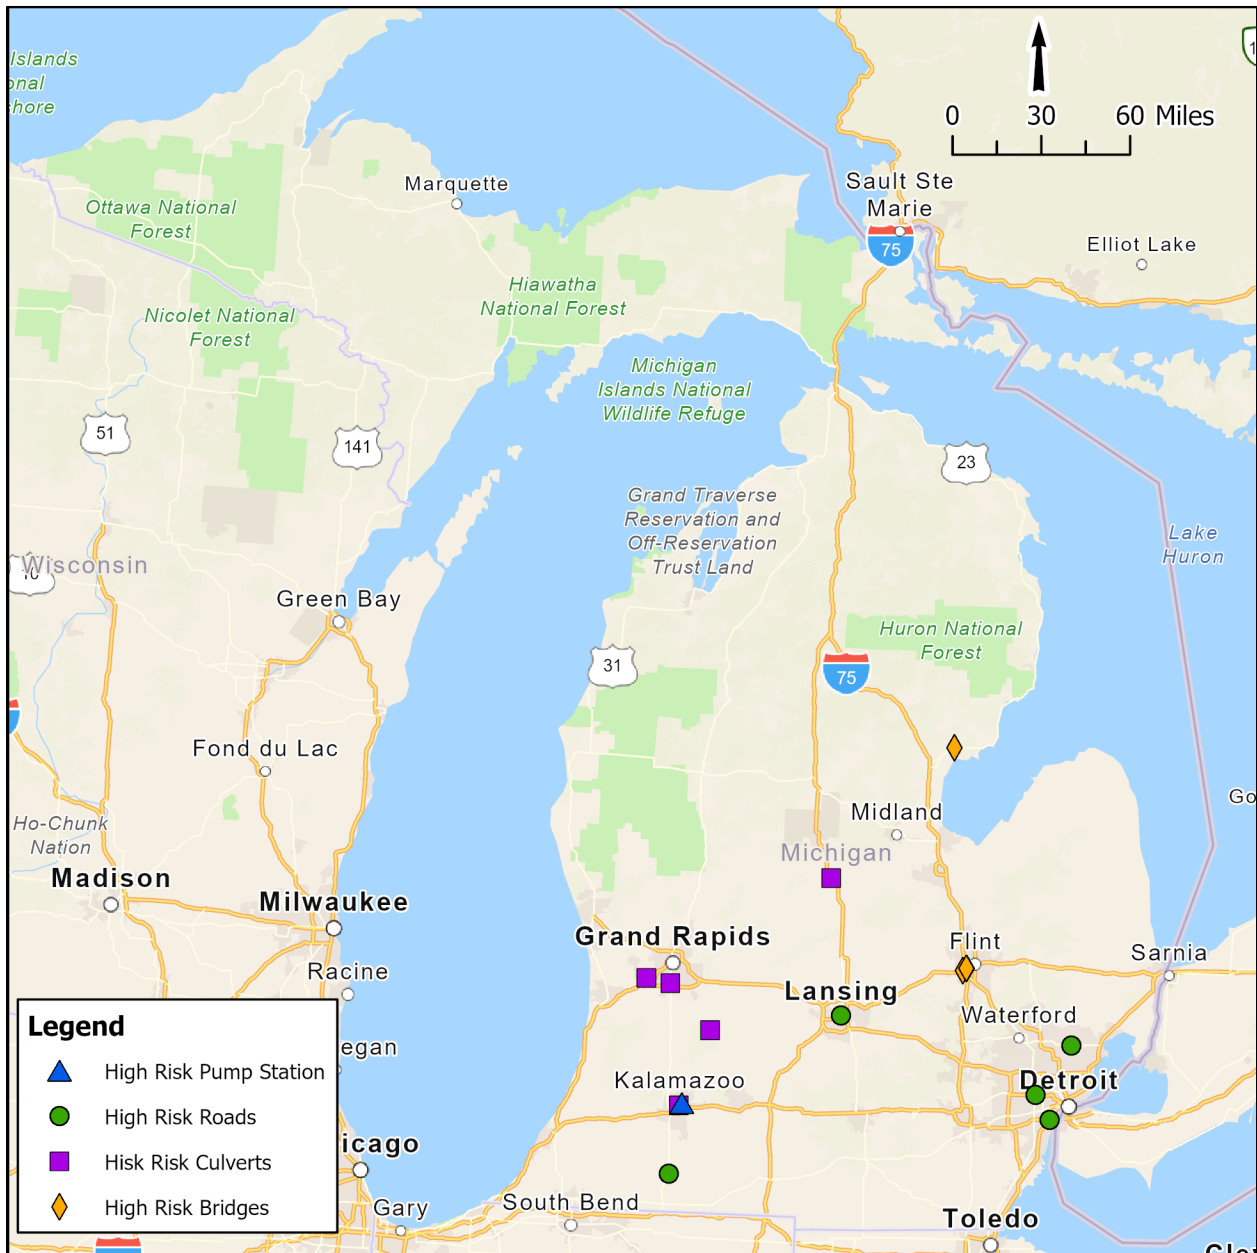 Islands
onal
shore
0 30 60 Miles
Marquette
Sault Ste
Marie
75
Elliot Lake
Ottawa National
Forest
Hiawatha
National Forest
Nicolet National
Forest
Michigan
Islands National
Wildlife Refuge
51
141
23
Grand Traverse
Reservation and
Off-Reservation
Trust Land
Lake
Huron
Wisconsin
Green Bay
Huron National
Forest
31
75
Fond du Lac
Midland
Go
Ho-Chunk
Nation
Michigan
Madison
Milwaukee
Grand Rapids
Flint
Sarnia
Racine
Lansing
Waterford
Legend
egan
High Risk Pump Station
Kalamazoo
Detroit
High Risk Roads
icago
Hisk Risk Culverts
High Risk Bridges
Gary
South Bend
Toledo